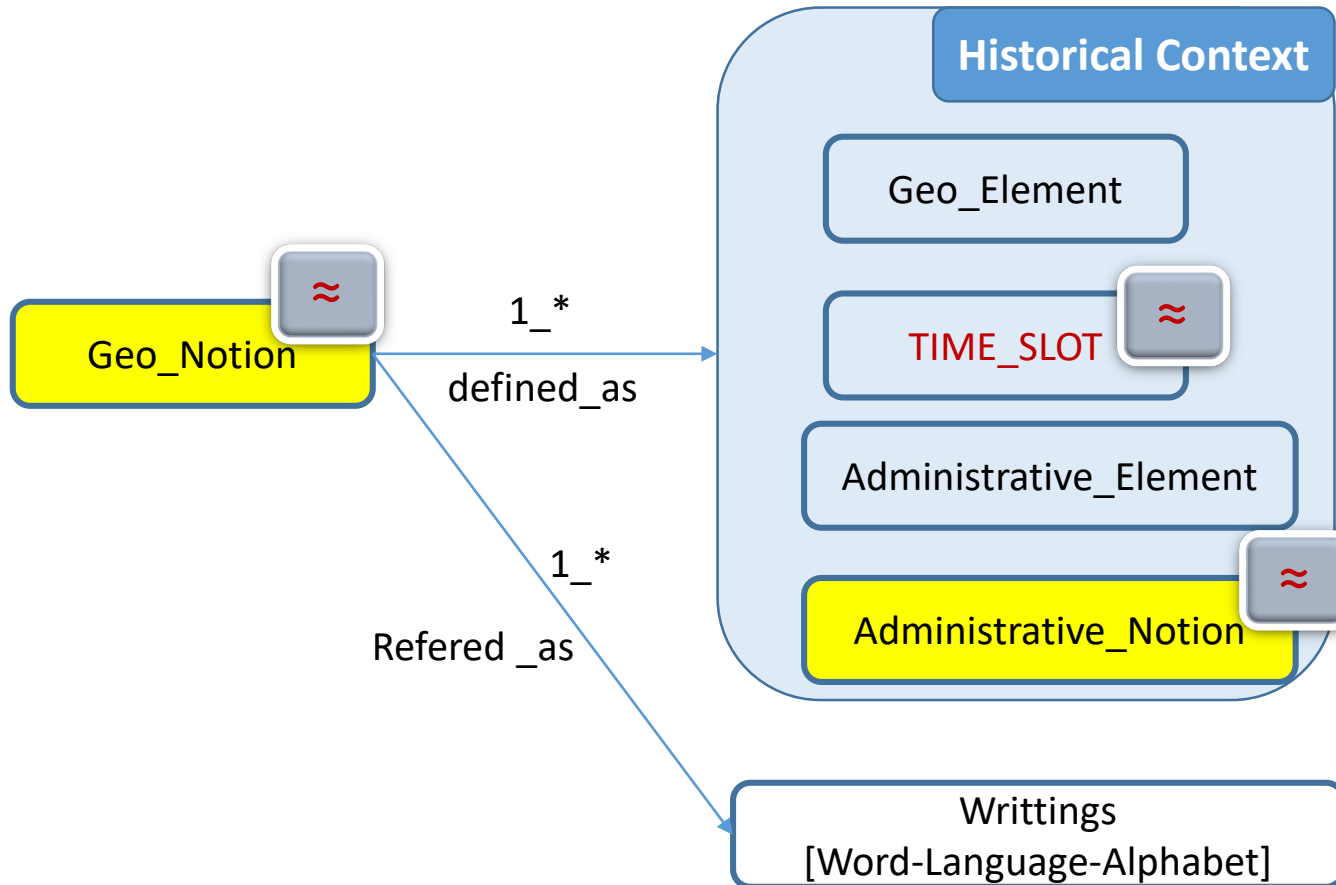 Historical Context
Geo_Element
≈
Geo_Notion
1_*
defined_as
≈
TIME_SLOT
Administrative_Element
1_*
Refered _as
≈
Administrative_Notion
Writtings
[Word-Language-Alphabet]